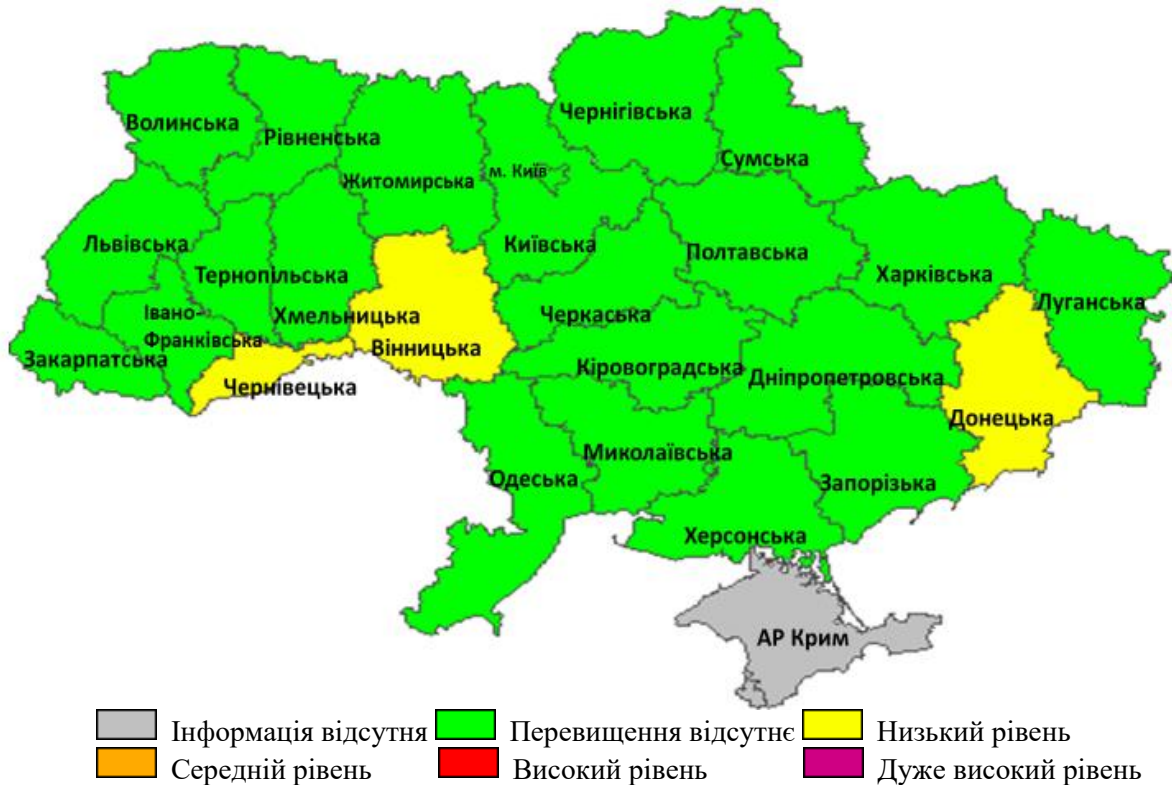 Волинська
Рівненська
Житомирська
м. Київ
Чернігівська
Сумська
Львівська
Тернопільська
Хмельницька
Київська
Полтавська
Харківська
Луганська
Івано-
Франківська
Закарпатська
Чернівецька
Вінницька
Черкаська
Кіровоградська
Дніпропетровська
Донецька
Одеська
Миколаївська
Запорізька
Херсонська
АР Крим
Інформація відсутня
Перевищення відсутнє
Низький рівень
Середній рівень
Високий рівень
Дуже високий рівень